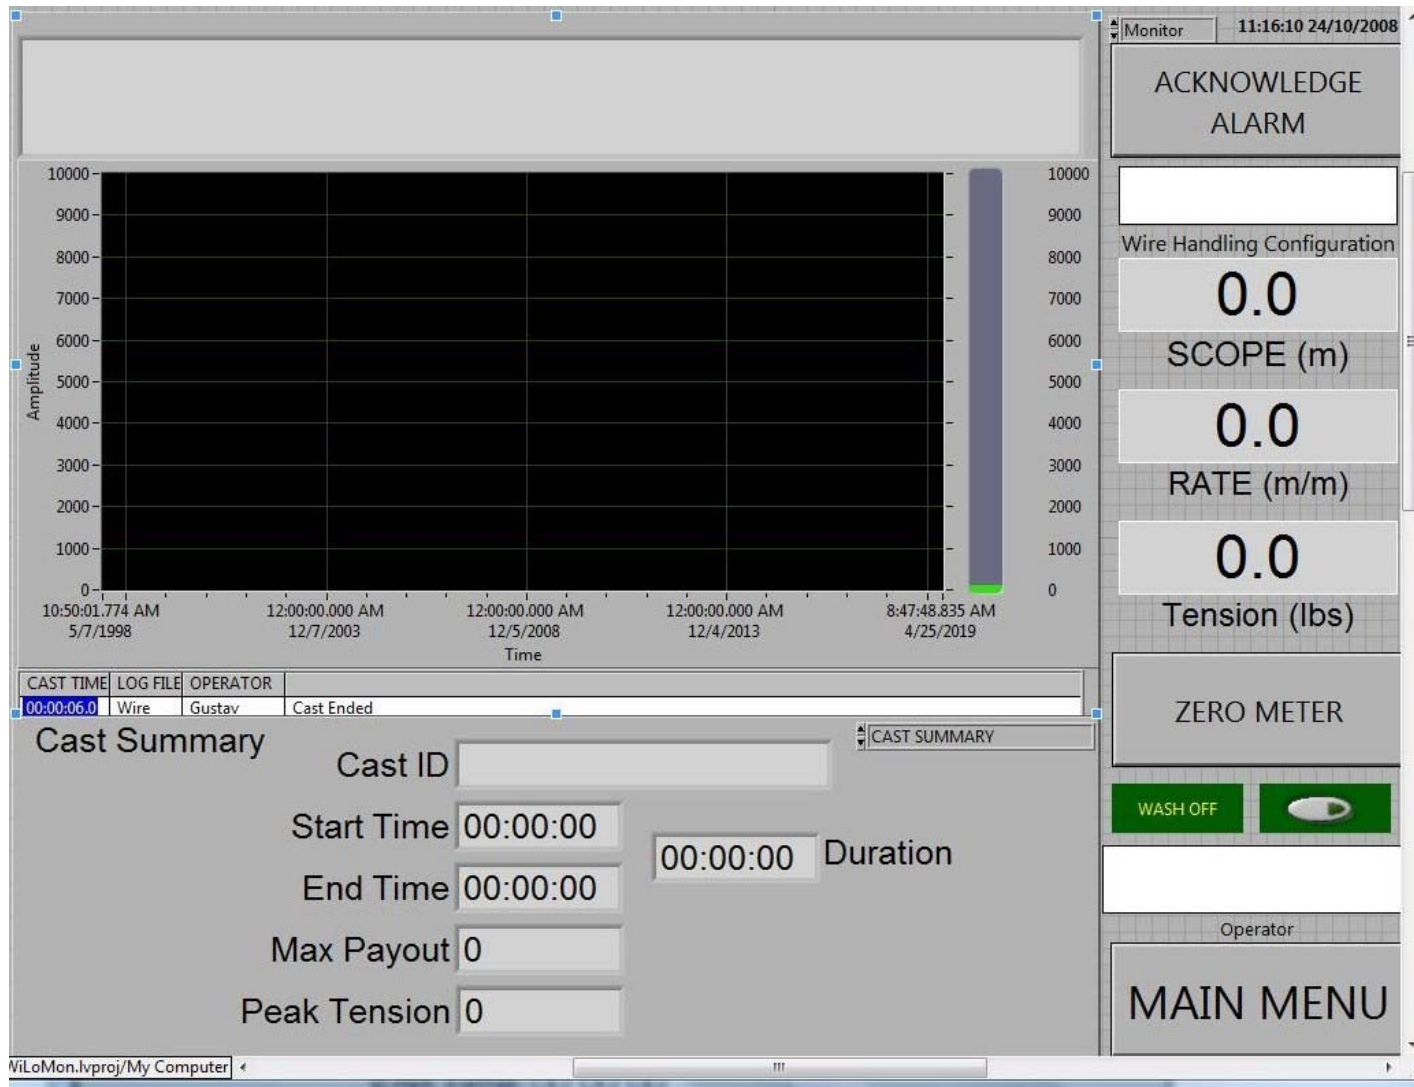 Monitor
11:16:10 24/10/2008
ACKNOWLEDGE
ALARM
Wire Handling Configuration
0.0
SCOPE (m)
0.0
RATE (m/m)
0.0
Tension (lbs)
ZERO METER
WASH OFF
Operator
MAIN MENU
Amplitude
10000
9000
8000
7000
6000
5000
4000
3000
2000
1000
0
10000
9000
8000
7000
6000
5000
4000
3000
2000
1000
0
10:50:01.774 AM 12:00:00.000 AM 12:00:00.000 AM 12:00:00.000 AM 8:47:48.835 AM
5/7/1998 12/7/2003 12/5/2008 12/4/2013 4/25/2019
Time
CAST TIME LOG FILE OPERATOR
00:00:06.0 Wire Gustav Cast Ended
Cast Summary
CAST SUMMARY
Cast ID
Start Time 00:00:00
00:00:00 Duration
End Time 00:00:00
Max Payout 0
Peak Tension 0
WiLoMon.lvproj/My Computer